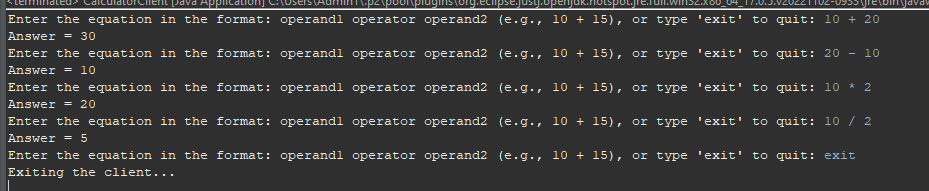 <terminated> CalculatorClient [Java Application] C:\Users\Admin1\.p2\pool\plugins\org.eclipse.justj.openjdk.hotspot.jre.full.win32.x86_64_17.0.5.v20221102-0933\jre\bin\javaw
Enter the equation in the format: operand1 operator operand2 (e.g., 10 + 15), or type 'exit' to quit: 10 + 20
Answer = 30
Enter the equation in the format: operand1 operator operand2 (e.g., 10 + 15), or type 'exit' to quit: 20 - 10
Answer = 10
Enter the equation in the format: operand1 operator operand2 (e.g., 10 + 15), or type 'exit' to quit: 10 * 2
Answer = 20
Enter the equation in the format: operand1 operator operand2 (e.g., 10 + 15), or type 'exit' to quit: 10 / 2
Answer = 5
Enter the equation in the format: operand1 operator operand2 (e.g., 10 + 15), or type 'exit' to quit: exit
Exiting the client...